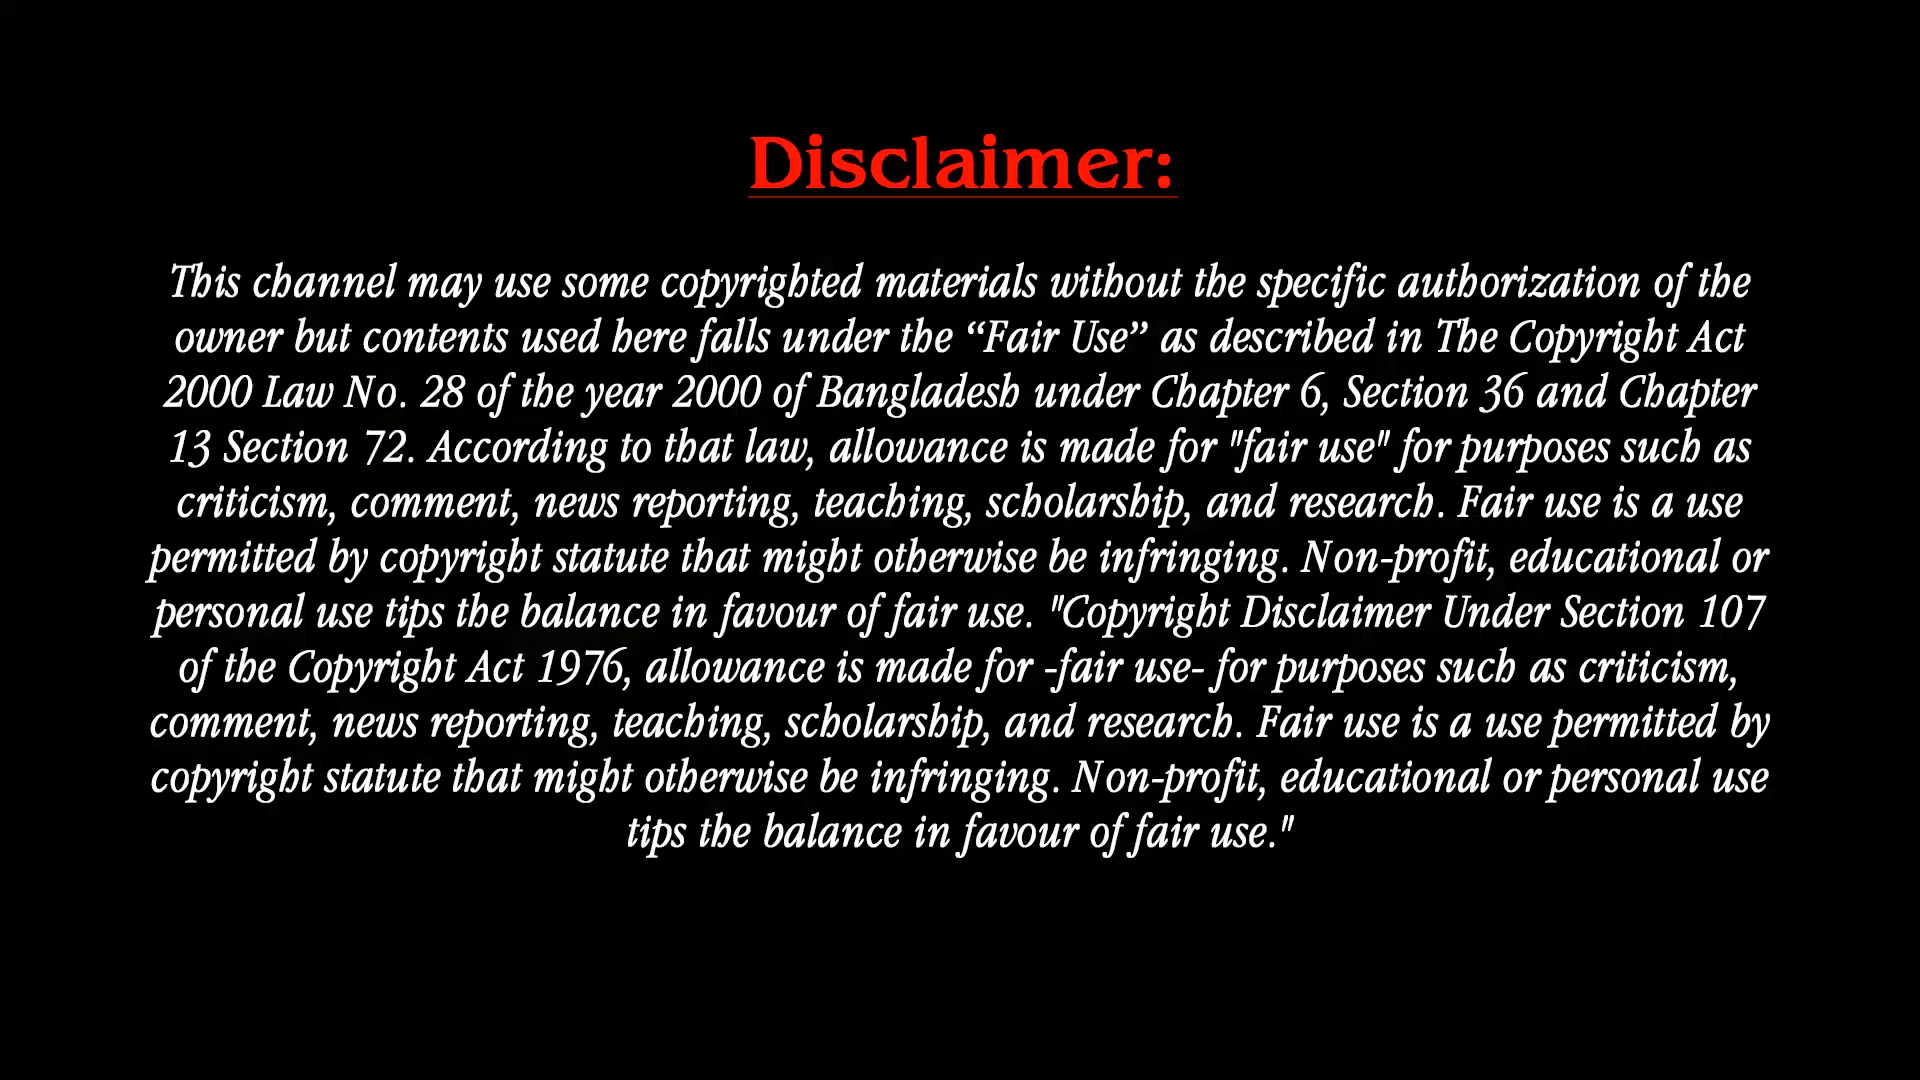 Disclaimer:
This channel may use some copyrighted materials without the specific authorization of the
owner but contents used here falls under the “Fair Use” as described in The Copyright Act
2000 Law No. 28 of the year 2000 of Bangladesh under Chapter 6, Section 36 and Chapter
13 Section 72. According to that law, allowance is made for "fair use" for purposes such as
criticism, comment, news reporting, teaching, scholarship, and research. Fair use is a use
permitted by copyright statute that might otherwise be infringing. Non-profit, educational or
personal use tips the balance in favour of fair use. "Copyright Disclaimer Under Section 107
of the Copyright Act 1976, allowance is made for -fair use- for purposes such as criticism,
comment, news reporting, teaching, scholarship, and research. Fair use is a use permitted by
copyright statute that might otherwise be infringing. Non-profit, educational or personal use
tips the balance in favour of fair use."